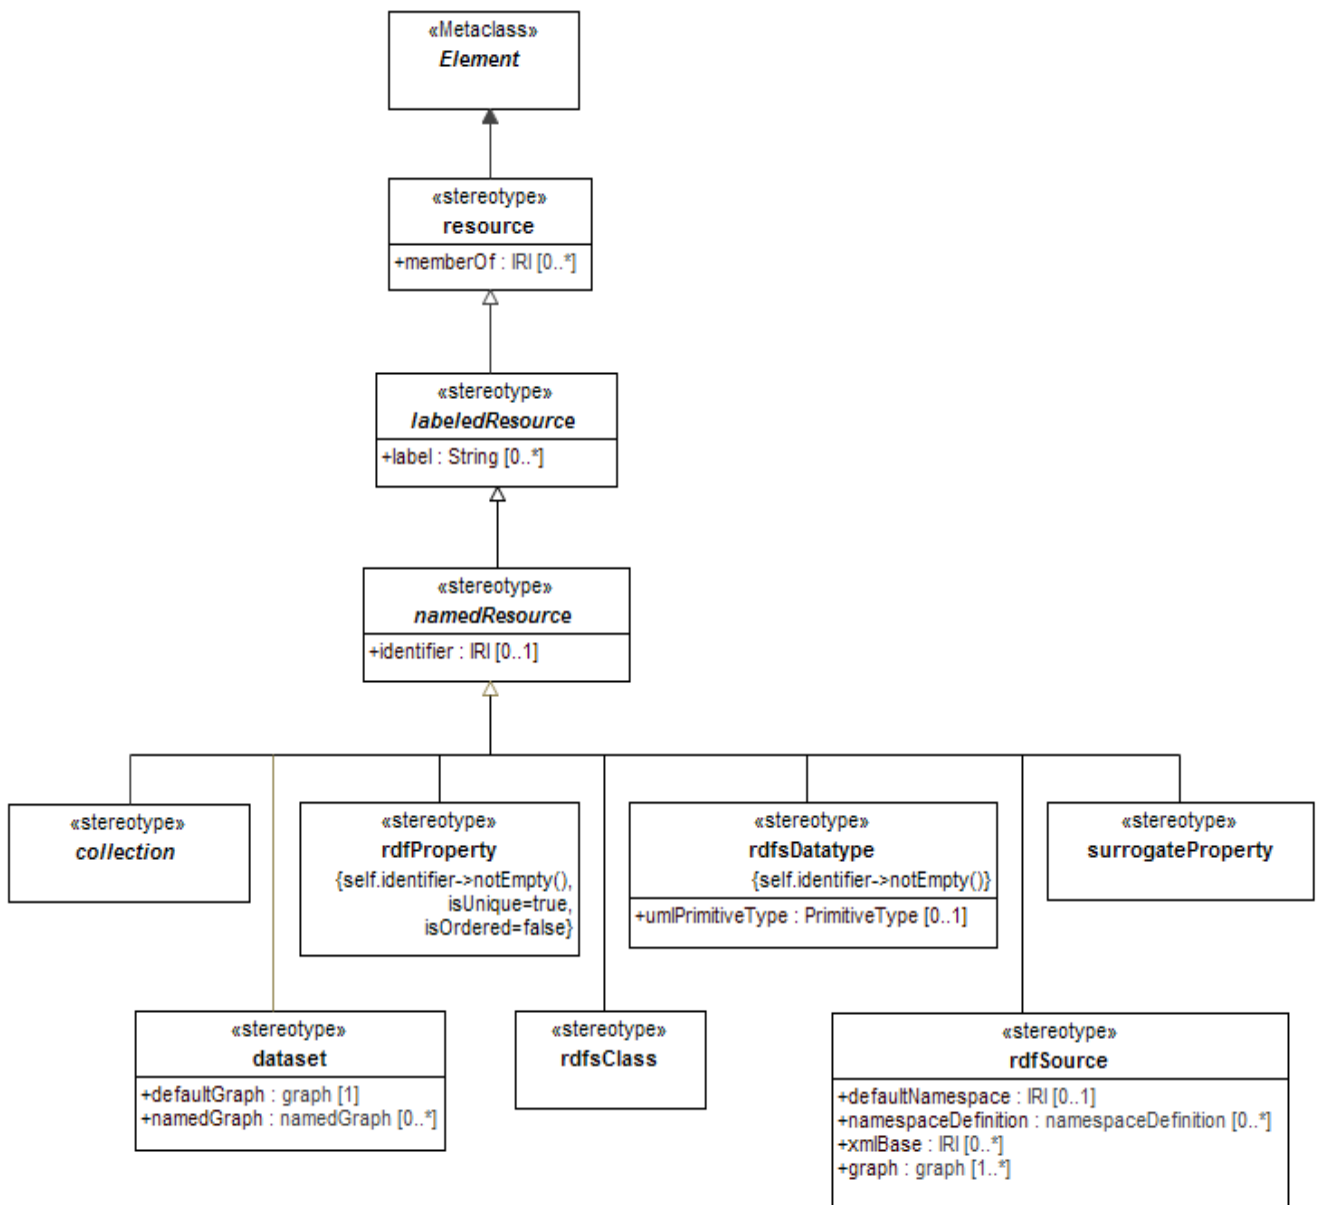 «Metaclass»
Element
«stereotype»
resource
+memberOf : IRI [0..*]
«stereotype»
labeledResource
+label : String [0..*]
«stereotype»
namedResource
+identifier : IRI [0..1]
«stereotype»
collection
«stereotype»
rdfProperty
{self.identifier->notEmpty(),
isUnique=true,
isOrdered=false}
«stereotype»
rdfsDatatype
{self.identifier->notEmpty()}
+umlPrimitiveType : PrimitiveType [0..1]
«stereotype»
surrogateProperty
«stereotype»
dataset
+defaultGraph : graph [1]
+namedGraph : namedGraph [0..*]
«stereotype»
rdfsClass
«stereotype»
rdfSource
+defaultNamespace : IRI [0..1]
+namespaceDefinition : namespaceDefinition [0..*]
+xmlBase : IRI [0..*]
+graph : graph [1..*]